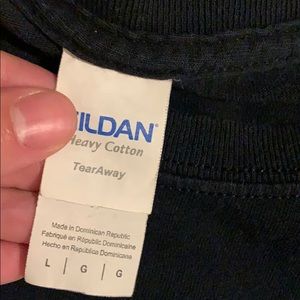 ILDAN
Heavy Cotton
TearAway
Made in Dominican Republic
Fabriqué en République Dominicaine
Hecho en República Dominicana
L | G | G